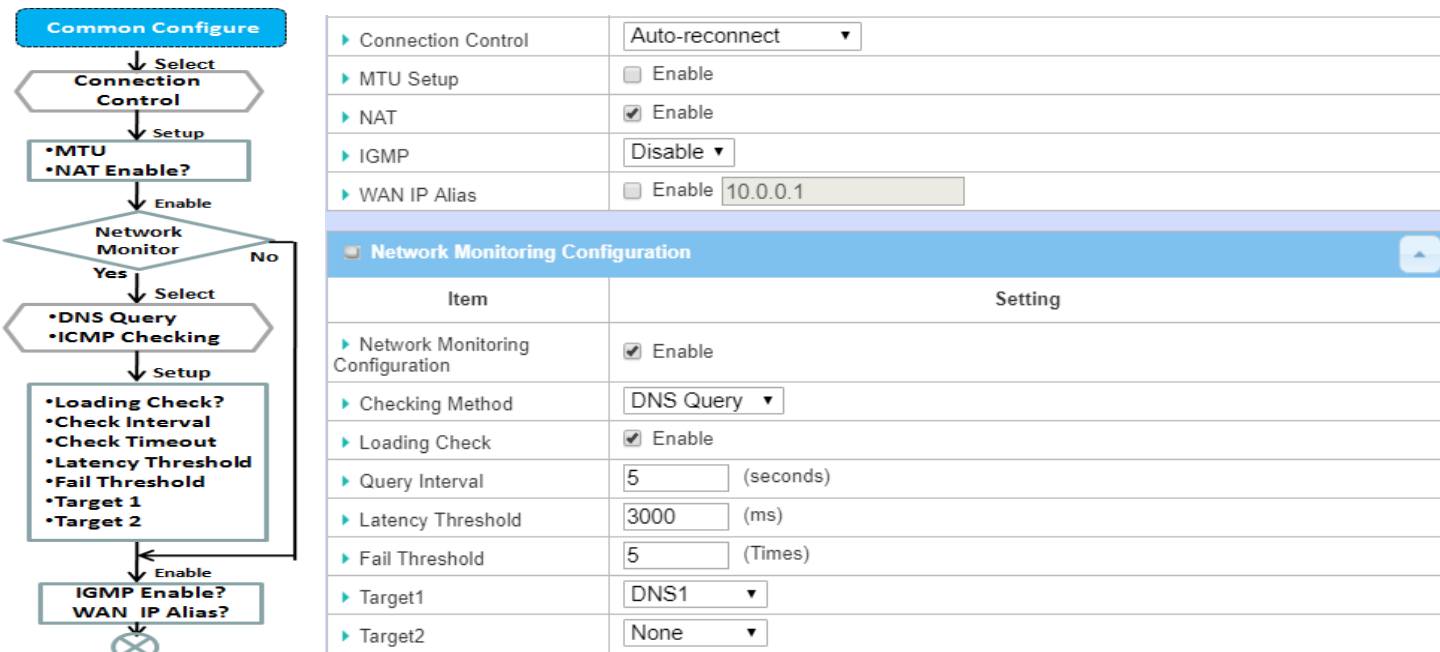 Common Configure
Select
Connection
Control
Setup
•MTU
•NAT Enable?
Enable
Network
Monitor
No
Yes
Select
•DNS Query
•ICMP Checking
Setup
•Loading Check?
•Check Interval
•Check Timeout
•Latency Threshold
•Fail Threshold
•Target 1
•Target 2
Enable
IGMP Enable?
WAN IP Alias?
Connection Control Auto-reconnect
MTU Setup Enable
NAT Enable
IGMP Disable
WAN IP Alias Enable 10.0.0.1
Network Monitoring Configuration
Item Setting
Network Monitoring
Configuration Enable
Checking Method DNS Query
Loading Check Enable
Query Interval 5 (seconds)
Latency Threshold 3000 (ms)
Fail Threshold 5 (Times)
Target1 DNS1
Target2 None